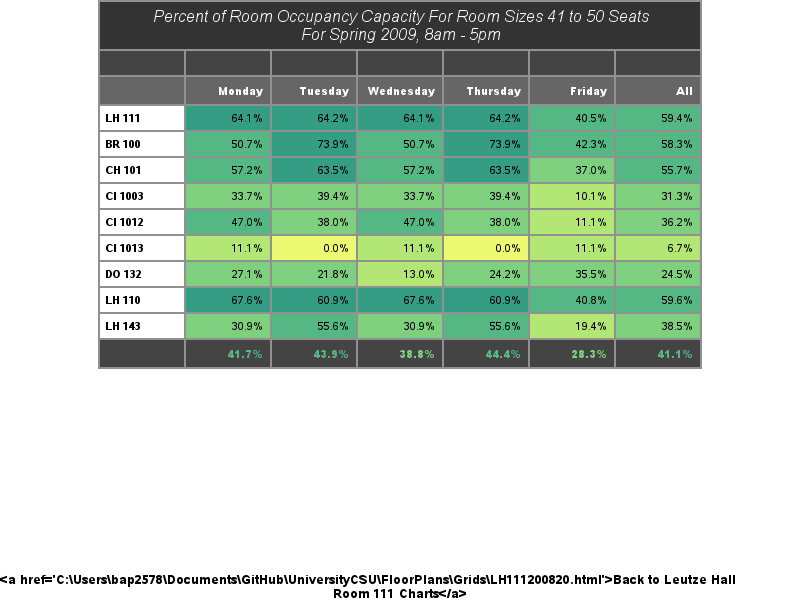 Percent of Room Occupancy Capacity For Room Sizes 41 to 50 Seats
For Spring 2009, 8am - 5pm
Monday Tuesday Wednesday Thursday Friday All
LH 111 64.1% 64.2% 64.1% 64.2% 40.5% 59.4%
BR 100 50.7% 73.9% 50.7% 73.9% 42.3% 58.3%
CH 101 57.2% 63.5% 57.2% 63.5% 37.0% 55.7%
CI 1003 33.7% 39.4% 33.7% 39.4% 10.1% 31.3%
CI 1012 47.0% 38.0% 47.0% 38.0% 11.1% 36.2%
CI 1013 11.1% 0.0% 11.1% 0.0% 11.1% 6.7%
DO 132 27.1% 21.8% 13.0% 24.2% 35.5% 24.5%
LH 110 67.6% 60.9% 67.6% 60.9% 40.8% 59.6%
LH 143 30.9% 55.6% 30.9% 55.6% 19.4% 38.5%
41.7% 43.9% 38.8% 44.4% 28.3% 41.1%
<a href='C:\Users\bap2578\Documents\GitHub\UniversityCSU\FloorPlans\Grids\LH111200820.html'>Back to Leutze Hall
Room 111 Charts</a>